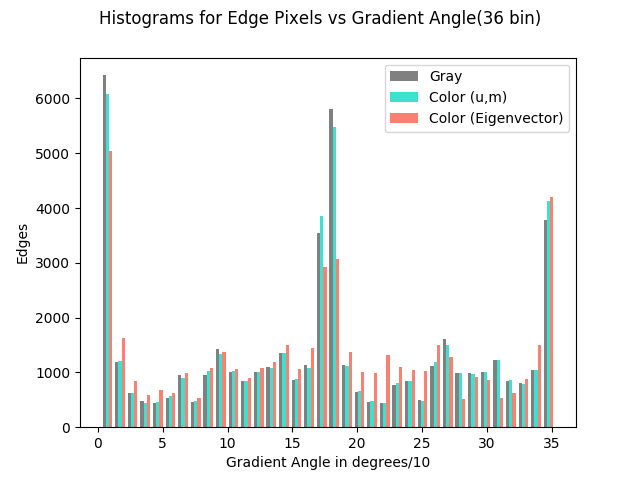 Histograms for Edge Pixels vs Gradient Angle(36 bin)
Gray
Color (u,m)
Color (Eigenvector)
Edges
6000
5000
4000
3000
2000
1000
0
0 5 10 15 20 25 30 35
Gradient Angle in degrees/10